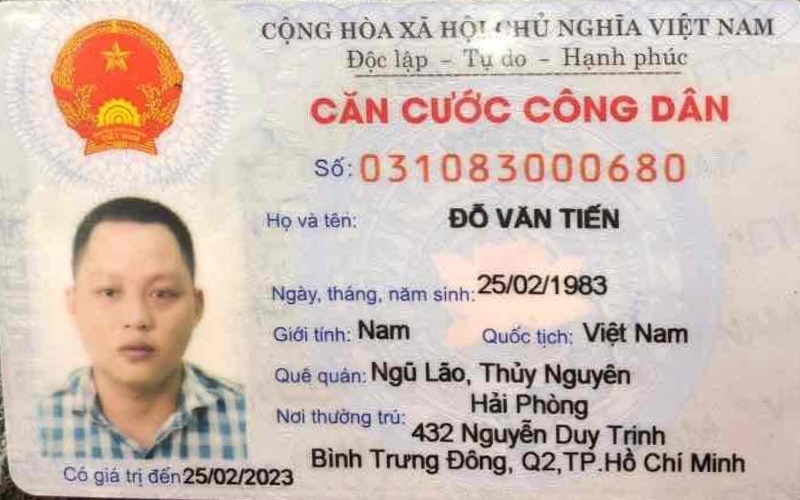 CỘNG HÒA XÃ HỘI CHỦ NGHĨA VIỆT NAM
Độc lập - Tự do - Hạnh phúc
CĂN CƯỚC CÔNG DÂN
Số: 031083000680
Họ và tên: ĐỖ VĂN TIẾN
Ngày, tháng, năm sinh: 25/02/1983
Giới tính: Nam Quốc tịch: Việt Nam
Quê quán: Ngũ Lão, Thủy Nguyên
Hải Phòng
Nơi thường trú: 432 Nguyễn Duy Trinh
Bình Trưng Đông, Q2,TP.Hồ Chí Minh
Có giá trị đến 25/02/2023